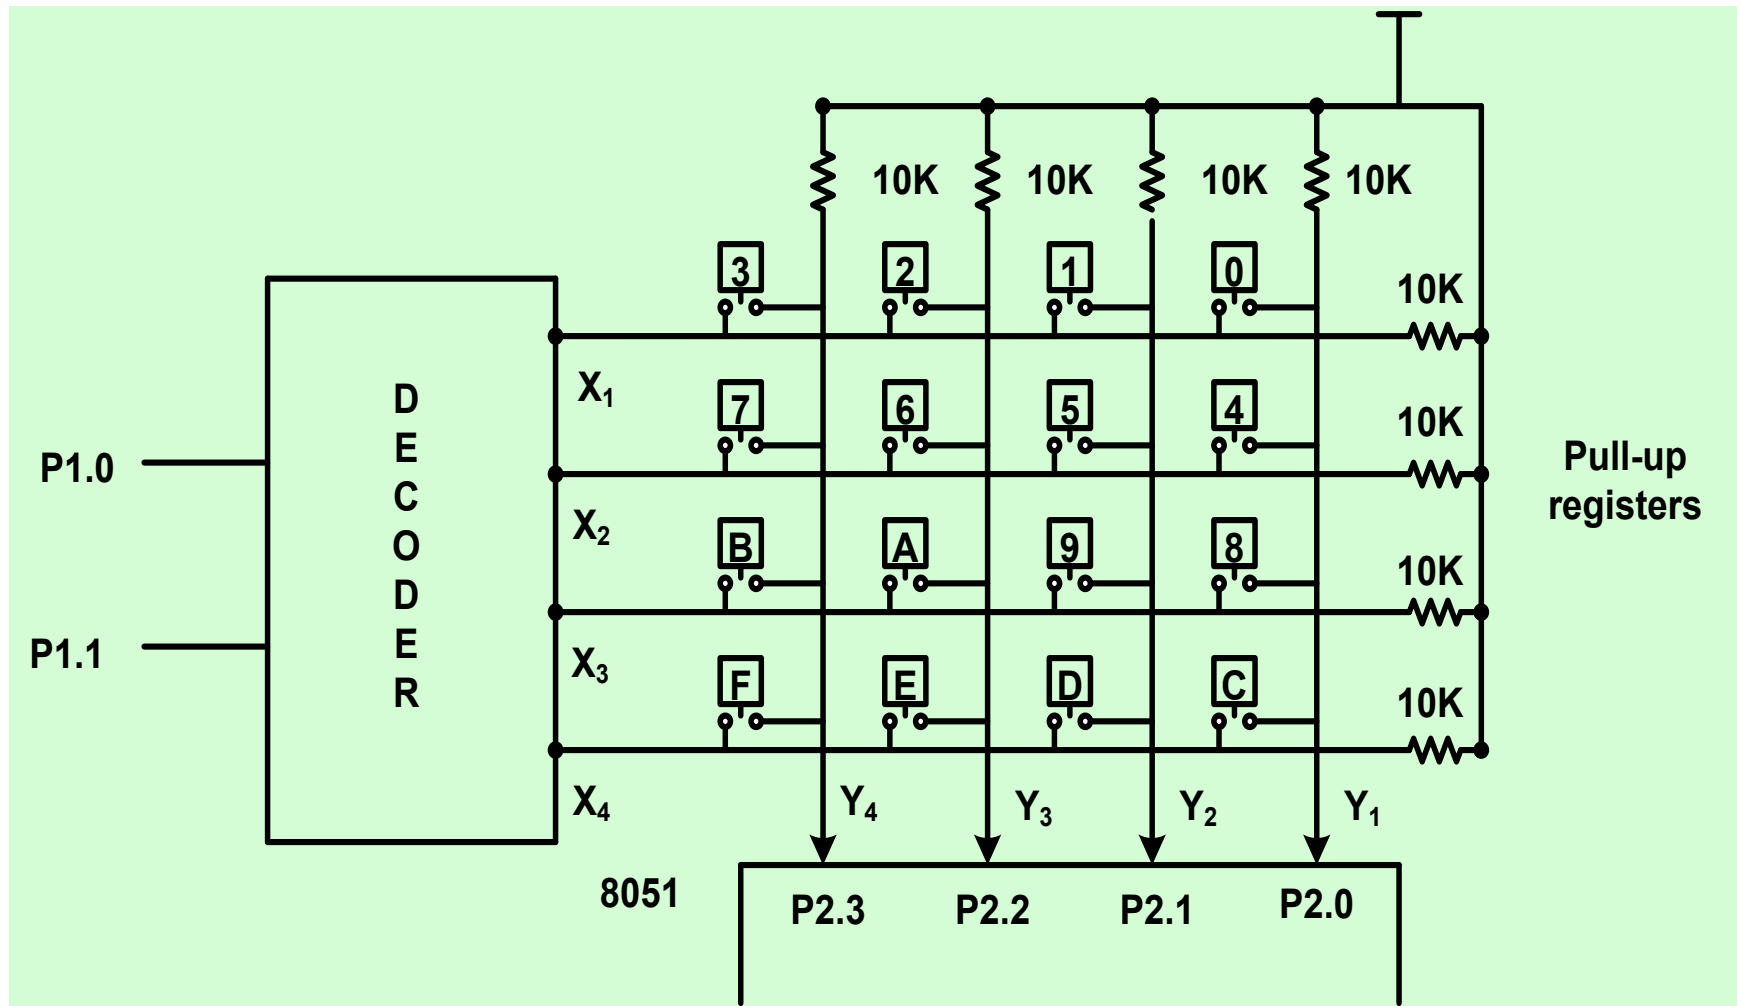 10K 10K 10K 10K
3 2 1 0
10K
X₁
7 6 5 4
10K
DECODER
P1.0
Pull-up
registers
X₂
B A 9 8
10K
P1.1
X₃
F E D C
10K
X₄
Y₄ Y₃ Y₂ Y₁
8051
P2.3 P2.2 P2.1 P2.0